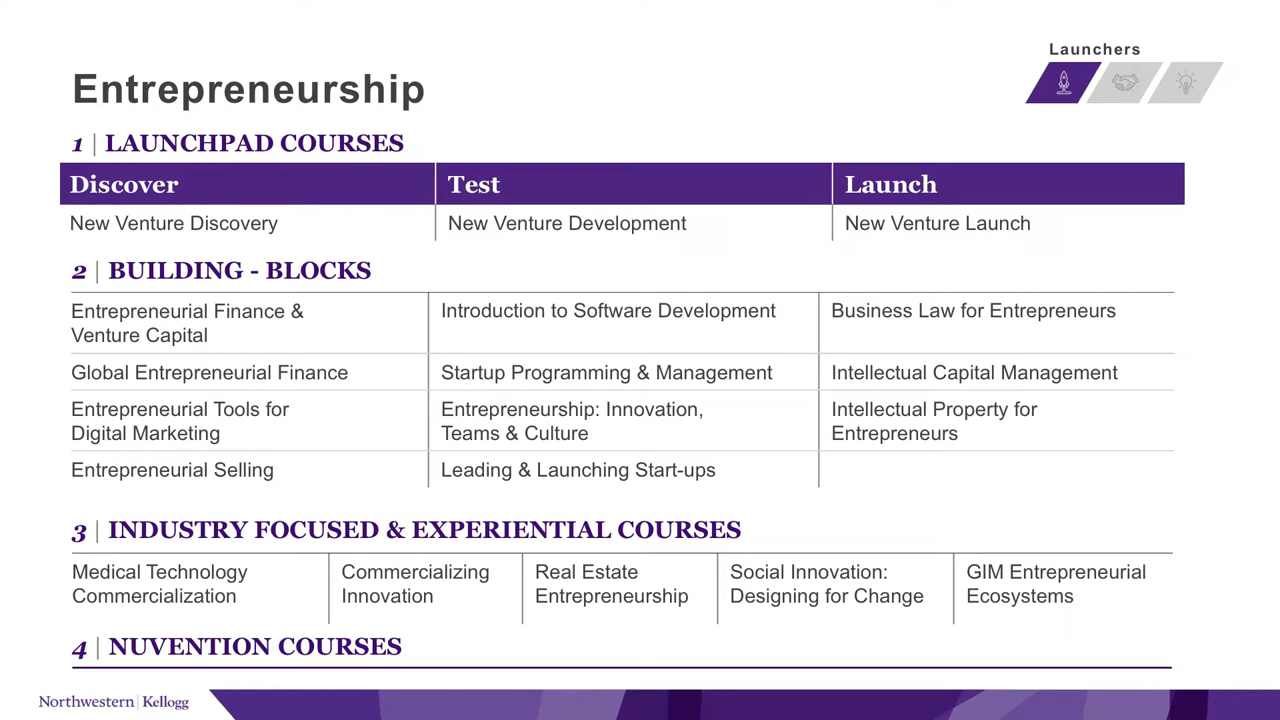 Launchers
Entrepreneurship
1 | LAUNCHPAD COURSES
Discover
Test
Launch
New Venture Discovery
New Venture Development
New Venture Launch
2 | BUILDING - BLOCKS
Entrepreneurial Finance &
Venture Capital
Introduction to Software Development
Business Law for Entrepreneurs
Global Entrepreneurial Finance
Startup Programming & Management
Intellectual Capital Management
Entrepreneurial Tools for
Digital Marketing
Entrepreneurship: Innovation,
Teams & Culture
Intellectual Property for
Entrepreneurs
Entrepreneurial Selling
Leading & Launching Start-ups
3 | INDUSTRY FOCUSED & EXPERIENTIAL COURSES
Medical Technology
Commercialization
Commercializing
Innovation
Real Estate
Entrepreneurship
Social Innovation:
Designing for Change
GIM Entrepreneurial
Ecosystems
4 | NUVENTION COURSES
Northwestern | Kellogg